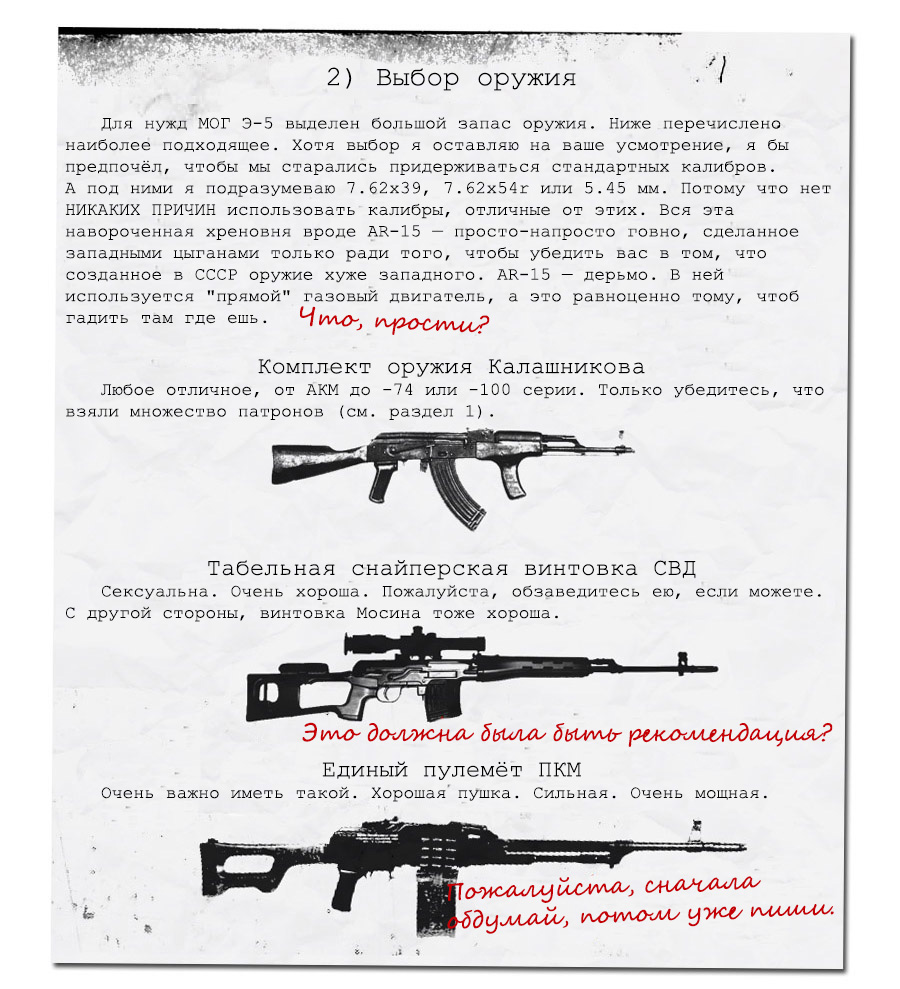 2) Выбор оружия
Для нужд МОГ Э-5 выделен большой запас оружия. Ниже перечислено
наиболее подходящее. Хотя выбор я оставляю на ваше усмотрение, я бы
предпочёл, чтобы мы старались придерживаться стандартных калибров.
А под ними я подразумеваю 7.62x39, 7.62x54r или 5.45 мм. Потому что нет
НИКАКИХ ПРИЧИН использовать калибры, отличные от этих. Вся эта
навороченная хреновня вроде AR-15 — просто-напросто говно, сделанное
западными цыганами только ради того, чтобы убедить вас в том, что
созданное в СССР оружие хуже западного. AR-15 — дерьмо. В ней
используется "прямой" газовый двигатель, а это равноценно тому, чтоб
гадить там где ешь.
Что, прости?
Комплект оружия Калашникова
Любое отличное, от АКМ до -74 или -100 серии. Только убедитесь, что
взяли множество патронов (см. раздел 1).
Табельная снайперская винтовка СВД
Сексуальна. Очень хороша. Пожалуйста, обзаведитесь ею, если можете.
С другой стороны, винтовка Мосина тоже хороша.
Это должна была быть рекомендация?
Единый пулемёт ПКМ
Очень важно иметь такой. Хорошая пушка. Сильная. Очень мощная.
Пожалуйста, сначала
обдумай, потом уже пиши.